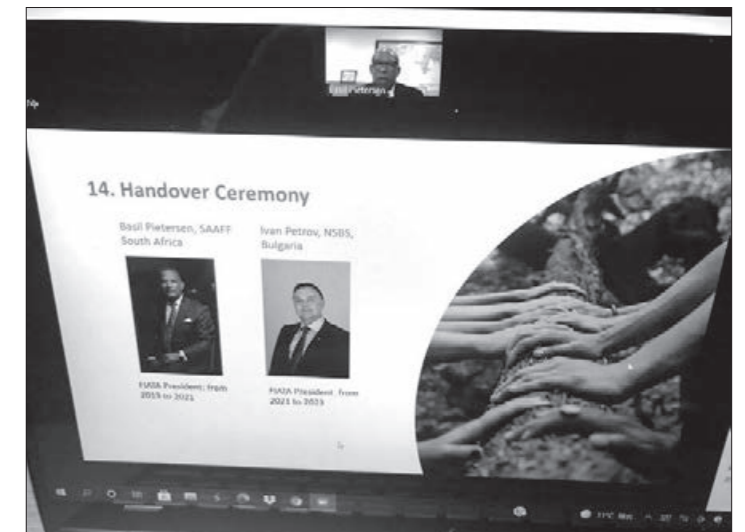 Basil Pietersen
14. Handover Ceremony
Basil Pietersen, SAAFF
South Africa
Ivan Petrov, NSBS,
Bulgaria
FIATA President, from
2019 to 2021
FIATA President, from
2021 to 2023